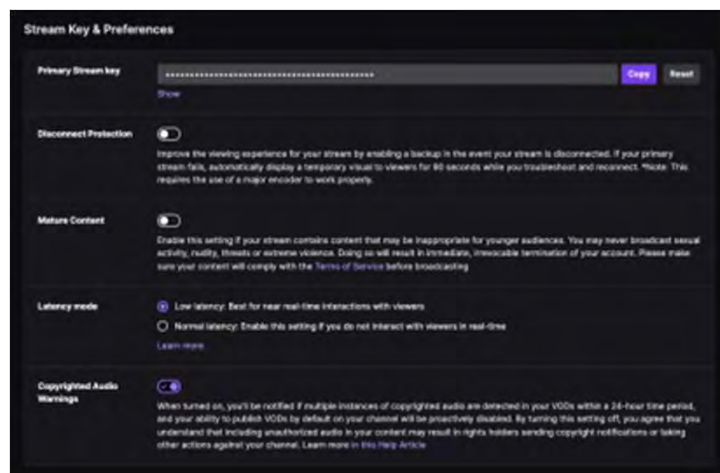 Stream Key & Preferences
Primary Stream key
Copy
Reset
Show
Disconnect Protection
Improve the viewing experience for your stream by enabling a backup in the event your stream is disconnected. If your primary
stream fails, automatically display a temporary visual to viewers for 90 seconds while you troubleshoot and reconnect. *Note: This
requires the use of a major encoder to work properly.
Mature Content
Enable this setting if your stream contains content that may be inappropriate for younger audiences. You may never broadcast sexual
activity, nudity, threats or extreme violence. Doing so will result in immediate, irrevocable termination of your account. Please make
sure your content will comply with the Terms of Service before broadcasting
Latency mode
Low latency: Best for near real-time interactions with viewers
Normal latency: Enable this setting if you do not interact with viewers in real-time
Learn more
Copyrighted Audio
Warnings
When turned on, you'll be notified if multiple instances of copyrighted audio are detected in your VODs within a 24-hour time period,
and your ability to publish VODs by default on your channel will be proactively disabled. By turning this setting off, you agree that you
understand that including unauthorized audio in your content may result in rights holders sending copyright notifications or taking
other actions against your channel. Learn more in this Help Article